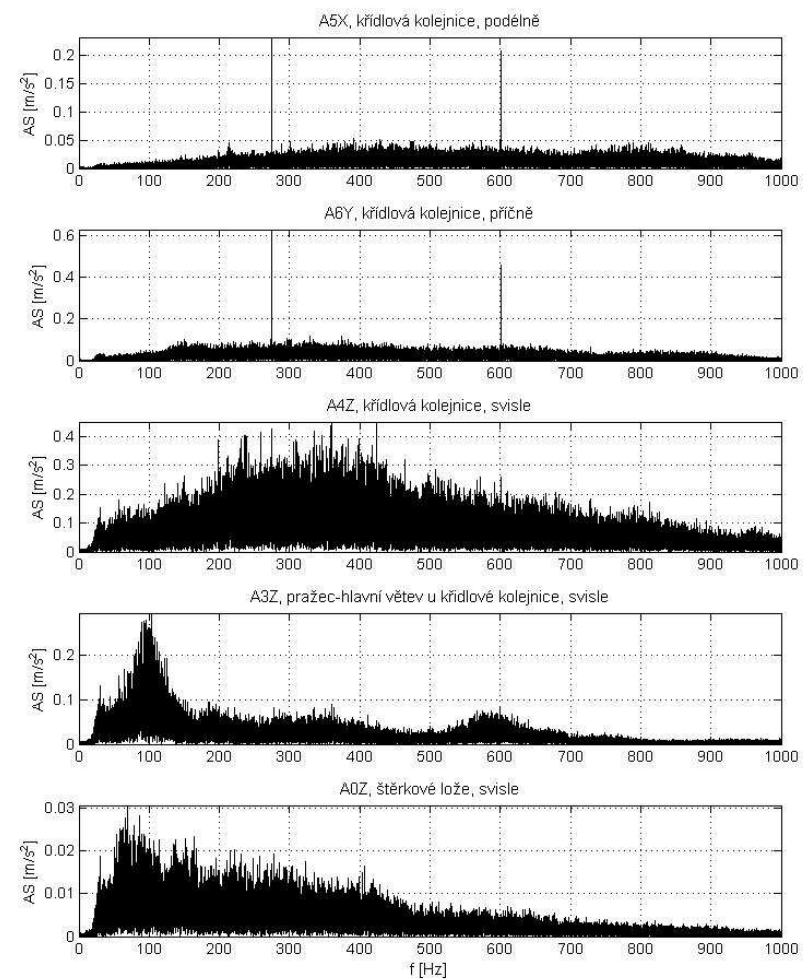 A5X, křídlová kolejnice, podélně
AS [m/s²]
0.2
0.15
0.1
0.05
0
0 100 200 300 400 500 600 700 800 900 1000
A6Y, křídlová kolejnice, příčně
AS [m/s²]
0.6
0.4
0.2
0
0 100 200 300 400 500 600 700 800 900 1000
A4Z, křídlová kolejnice, svisle
AS [m/s²]
0.4
0.3
0.2
0.1
0
0 100 200 300 400 500 600 700 800 900 1000
A3Z, pražec-hlavní větev u křídlové kolejnice, svisle
AS [m/s²]
0.2
0.1
0
0 100 200 300 400 500 600 700 800 900 1000
A0Z, štěrkové lože, svisle
AS [m/s²]
0.03
0.02
0.01
0
0 100 200 300 400 500 600 700 800 900 1000
f [Hz]